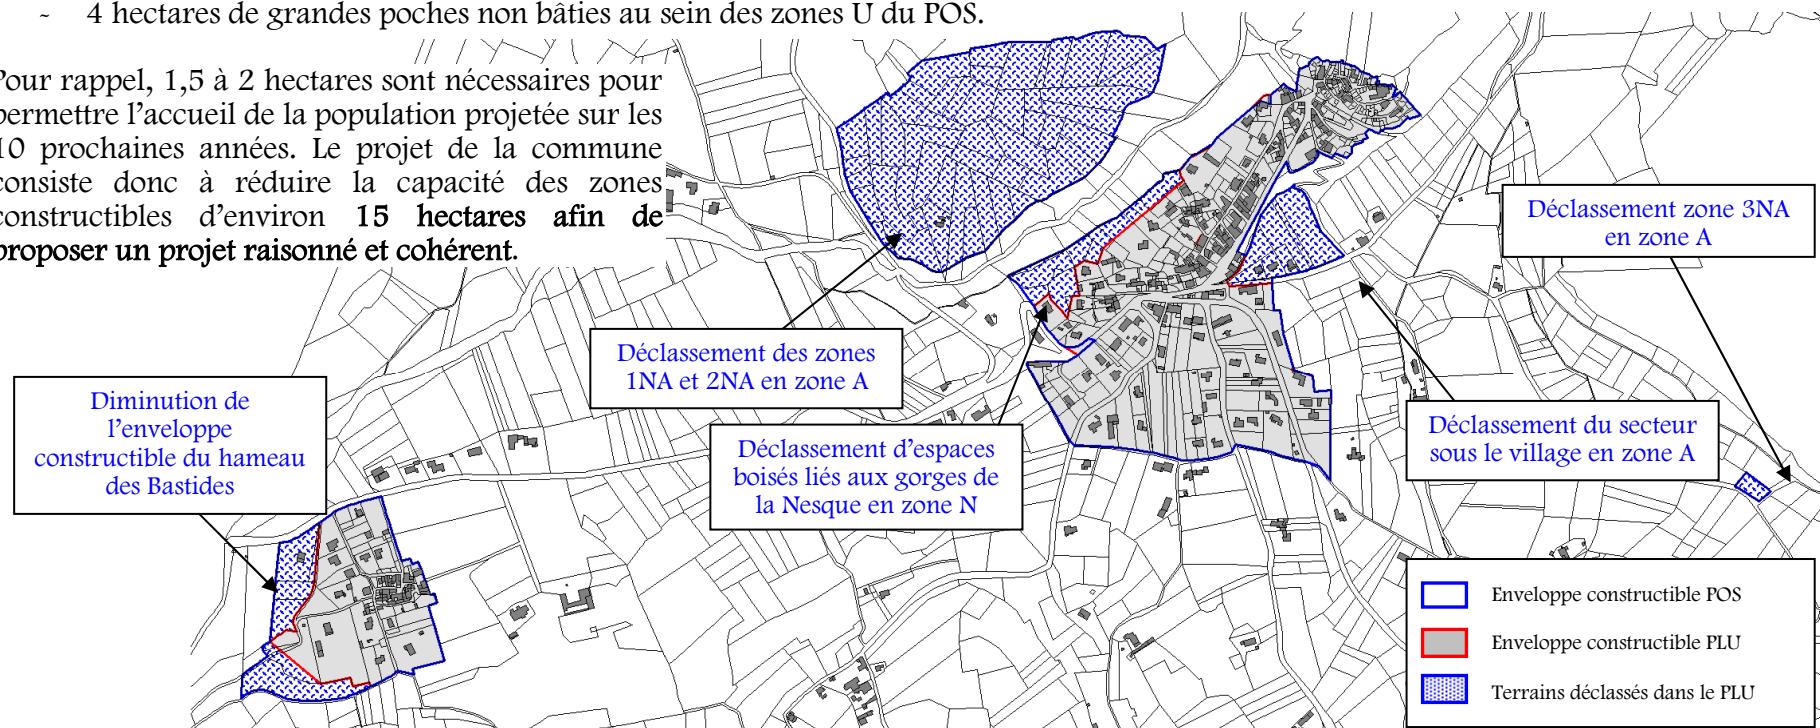 - 4 hectares de grandes poches non bâties au sein des zones U du POS.
Pour rappel, 1,5 à 2 hectares sont nécessaires pour
permettre l'accueil de la population projetée sur les
10 prochaines années. Le projet de la commune
consiste donc à réduire la capacité des zones
constructibles d'environ 15 hectares afin de
proposer un projet raisonné et cohérent.
Déclassement zone 3NA
en zone A
Déclassement des zones
1NA et 2NA en zone A
Diminution de
l'enveloppe
constructible du hameau
des Bastides
Déclassement d'espaces
boisés liés aux gorges de
la Nesque en zone N
Déclassement du secteur
sous le village en zone A
Enveloppe constructible POS
Enveloppe constructible PLU
Terrains déclassés dans le PLU